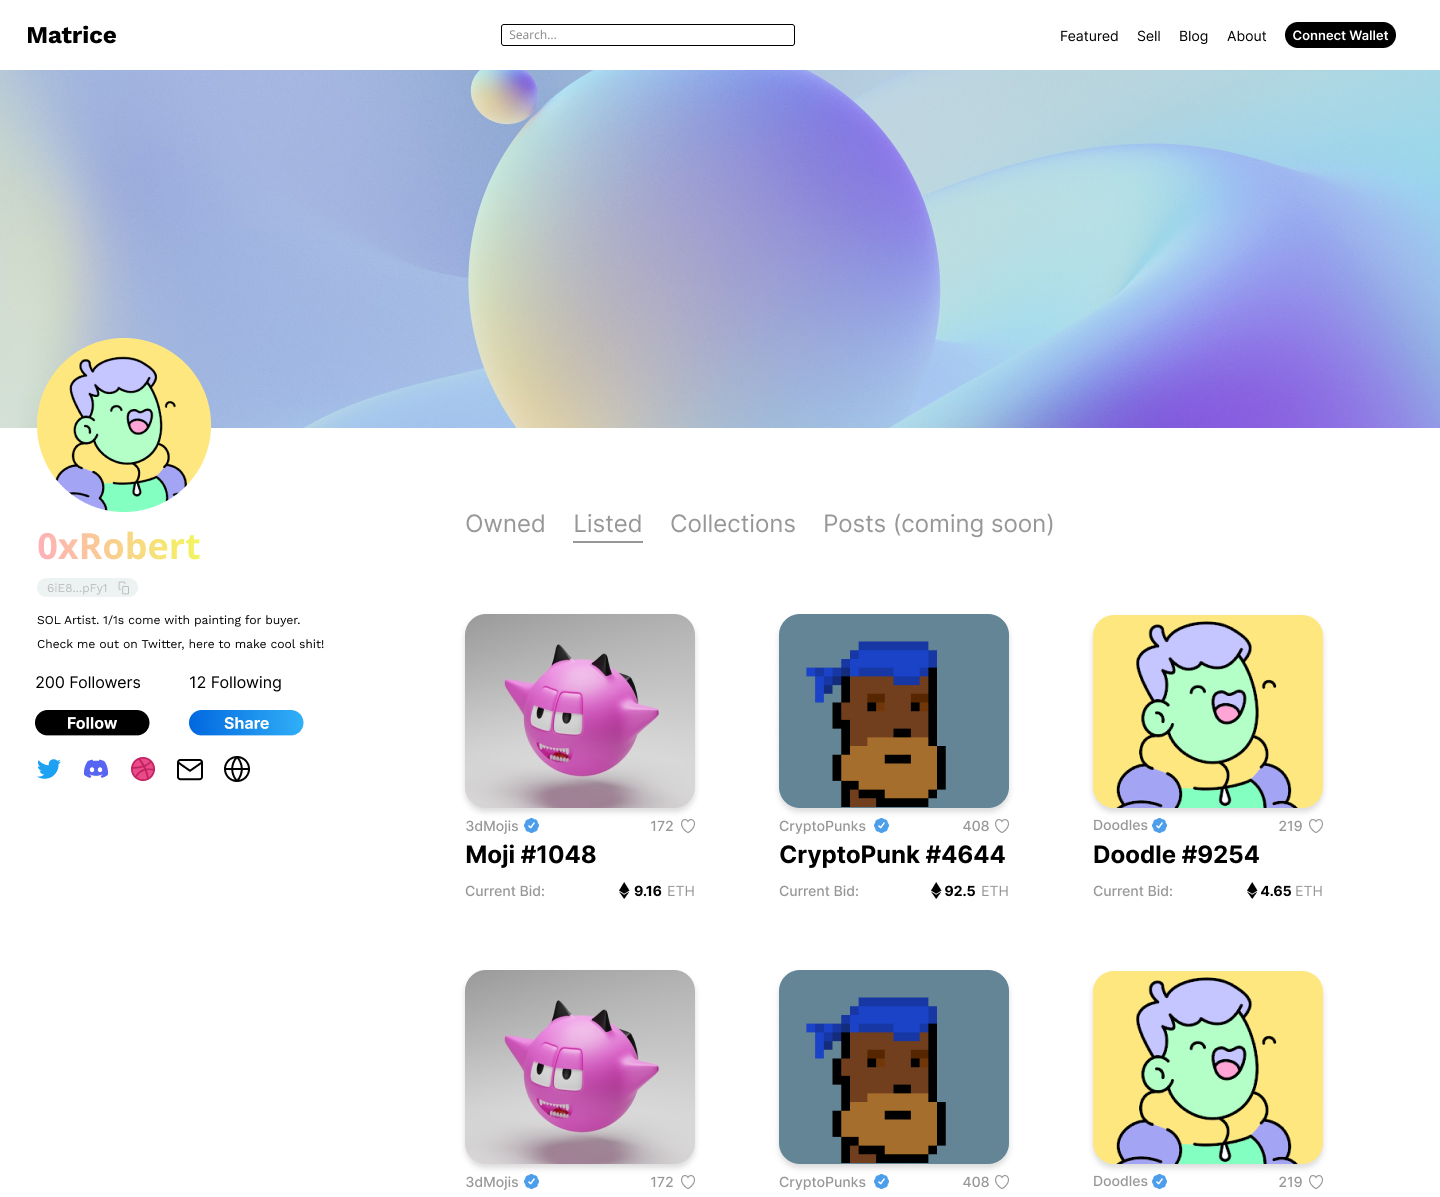 Matrice
Search...
Featured Sell Blog About Connect Wallet
0xRobert
6iE8...pFy1
SOL Artist. 1/1s come with painting for buyer.
Check me out on Twitter, here to make cool shit!
200 Followers 12 Following
Follow Share
Owned Listed Collections Posts (coming soon)
3dMojis 172
Moji #1048
Current Bid: 9.16 ETH
CryptoPunks 408
CryptoPunk #4644
Current Bid: 92.5 ETH
Doodles 219
Doodle #9254
Current Bid: 4.65 ETH
3dMojis 172
CryptoPunks 408
Doodles 219